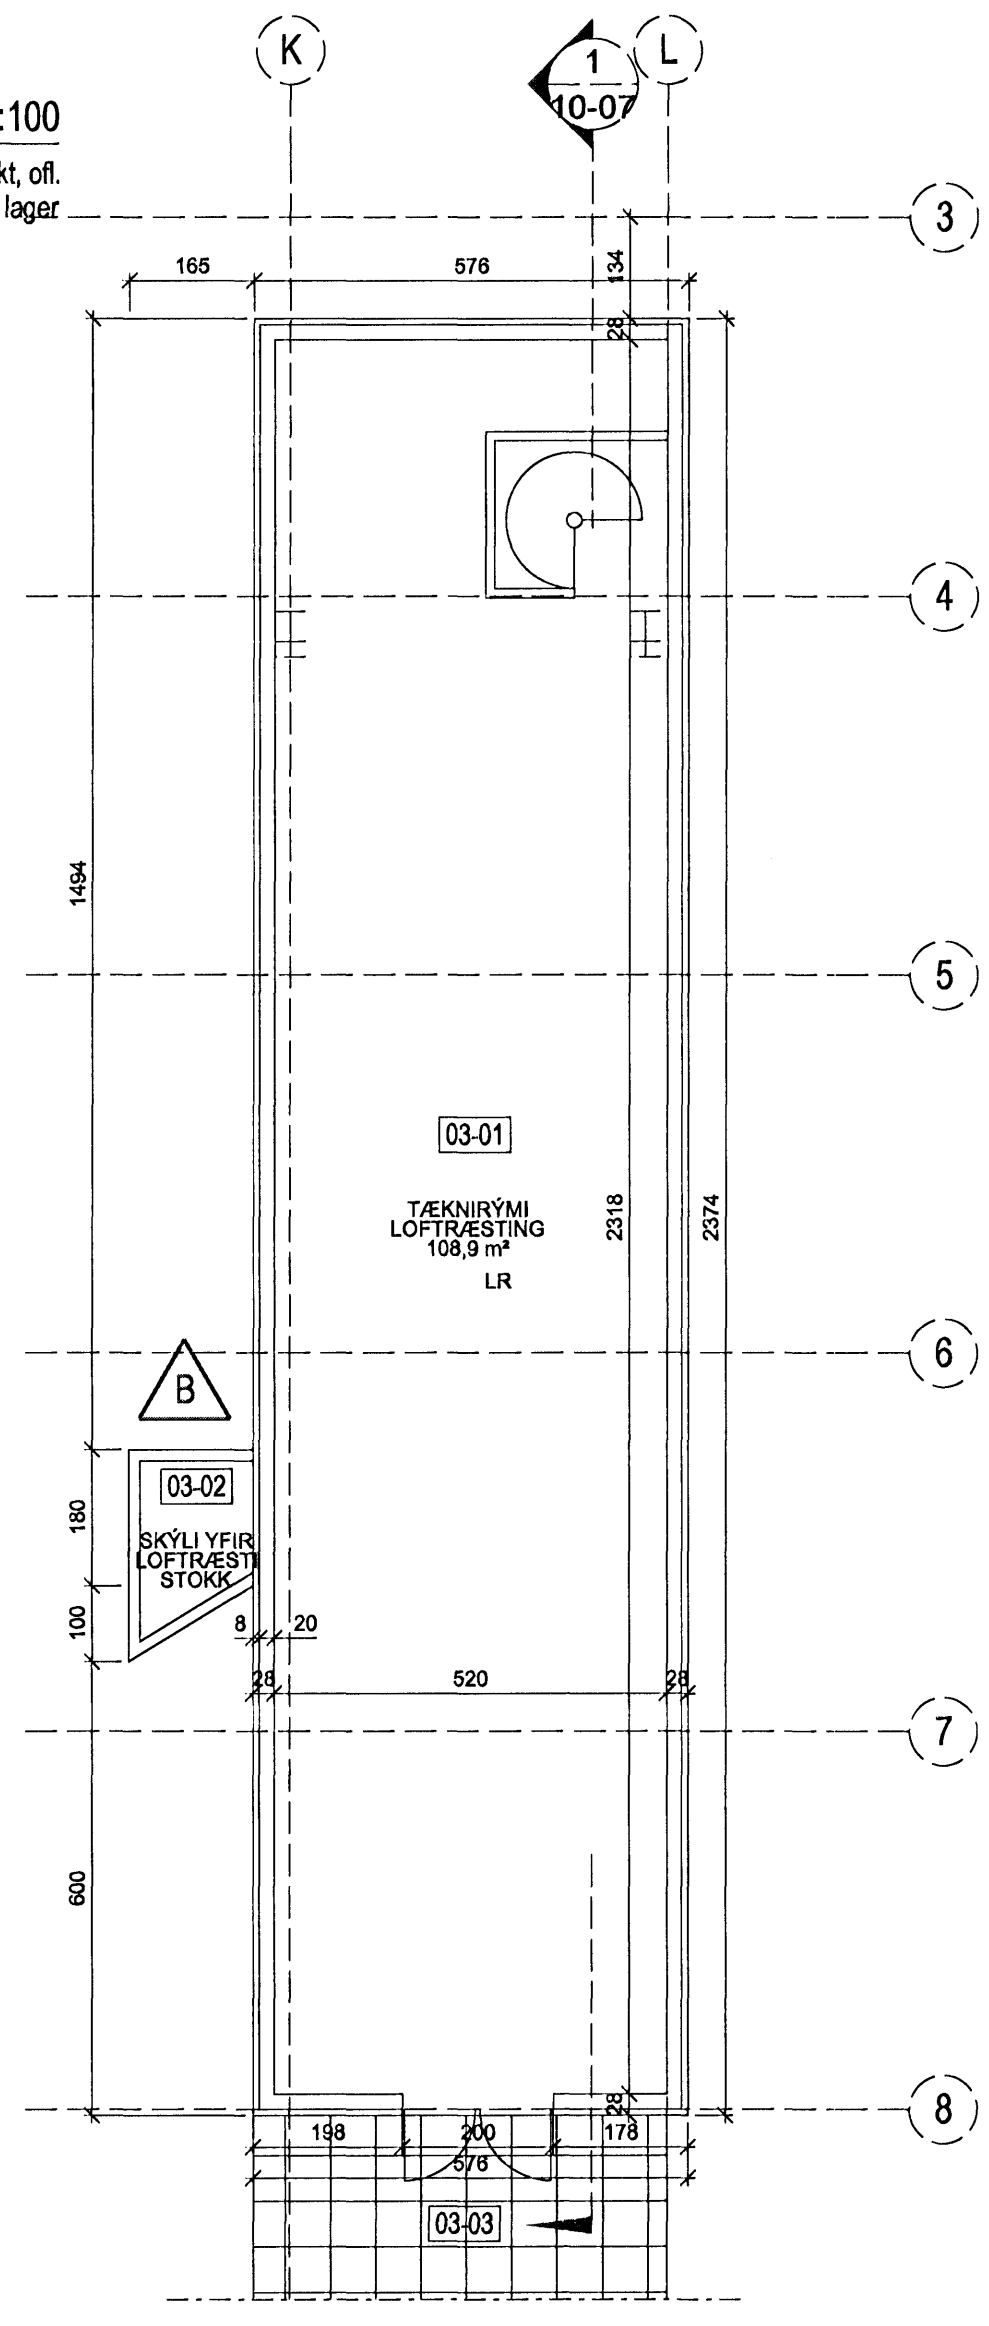 K
1
10-07
L
:100
kt, ofl.
lager
3
165
576
134
28
4
1494
5
03-01
TÆKNIRÝMI
LOFTRÆSTING
108,9 m²
LR
2318
2374
6
B
03-02
180
SKÝLI YFIR
LOFTRÆSTI
STOKK
100
8
20
28
520
28
7
600
28
8
198
200
178
576
03-03